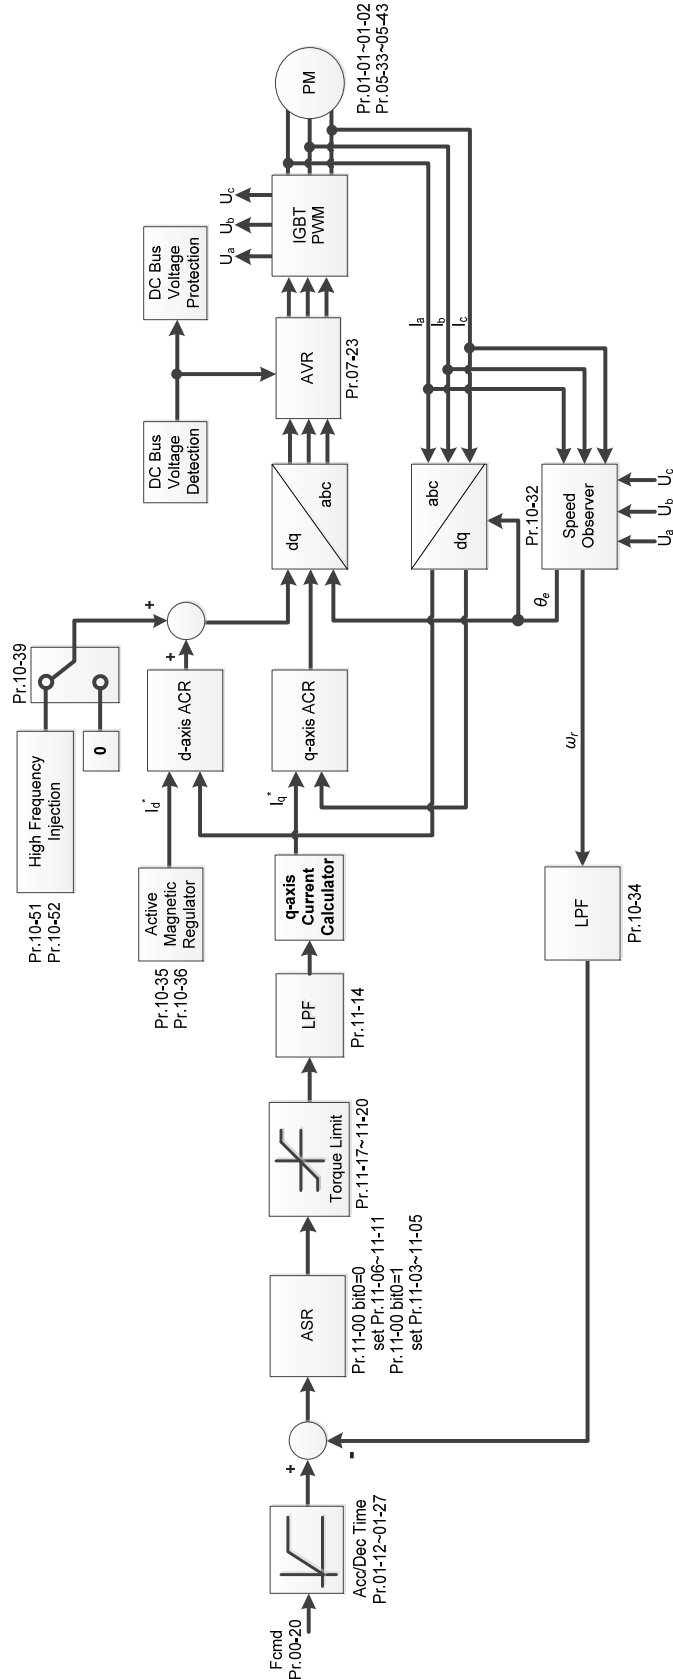 Fcmd
Pr.00-20
Acc/Dec Time
Pr.01-12~01-27
+
-
ASR
Pr.11-00 bit0=0
set Pr.11-06~11-11
Pr.11-00 bit0=1
set Pr.11-03~11-05
Torque Limit
Pr.11-17~11-20
LPF
Pr.11-14
q-axis
Current
Calculator
Iq*
q-axis ACR
Pr.10-35
Pr.10-36
Active
Magnetic
Regulator
Id*
d-axis ACR
+
+
Pr.10-51
Pr.10-52
High Frequency
Injection
0
Pr.10-39
dq
abc
DC Bus
Voltage
Detection
DC Bus
Voltage
Protection
AVR
Pr.07-23
IGBT
PWM
Ua
Ub
Uc
PM
Pr.01-01~01-02
Pr.05-33~05-43
Ia
Ib
Ic
abc
dq
Pr.10-32
Speed
Observer
Ua
Ub
Uc
θe
ωr
LPF
Pr.10-34